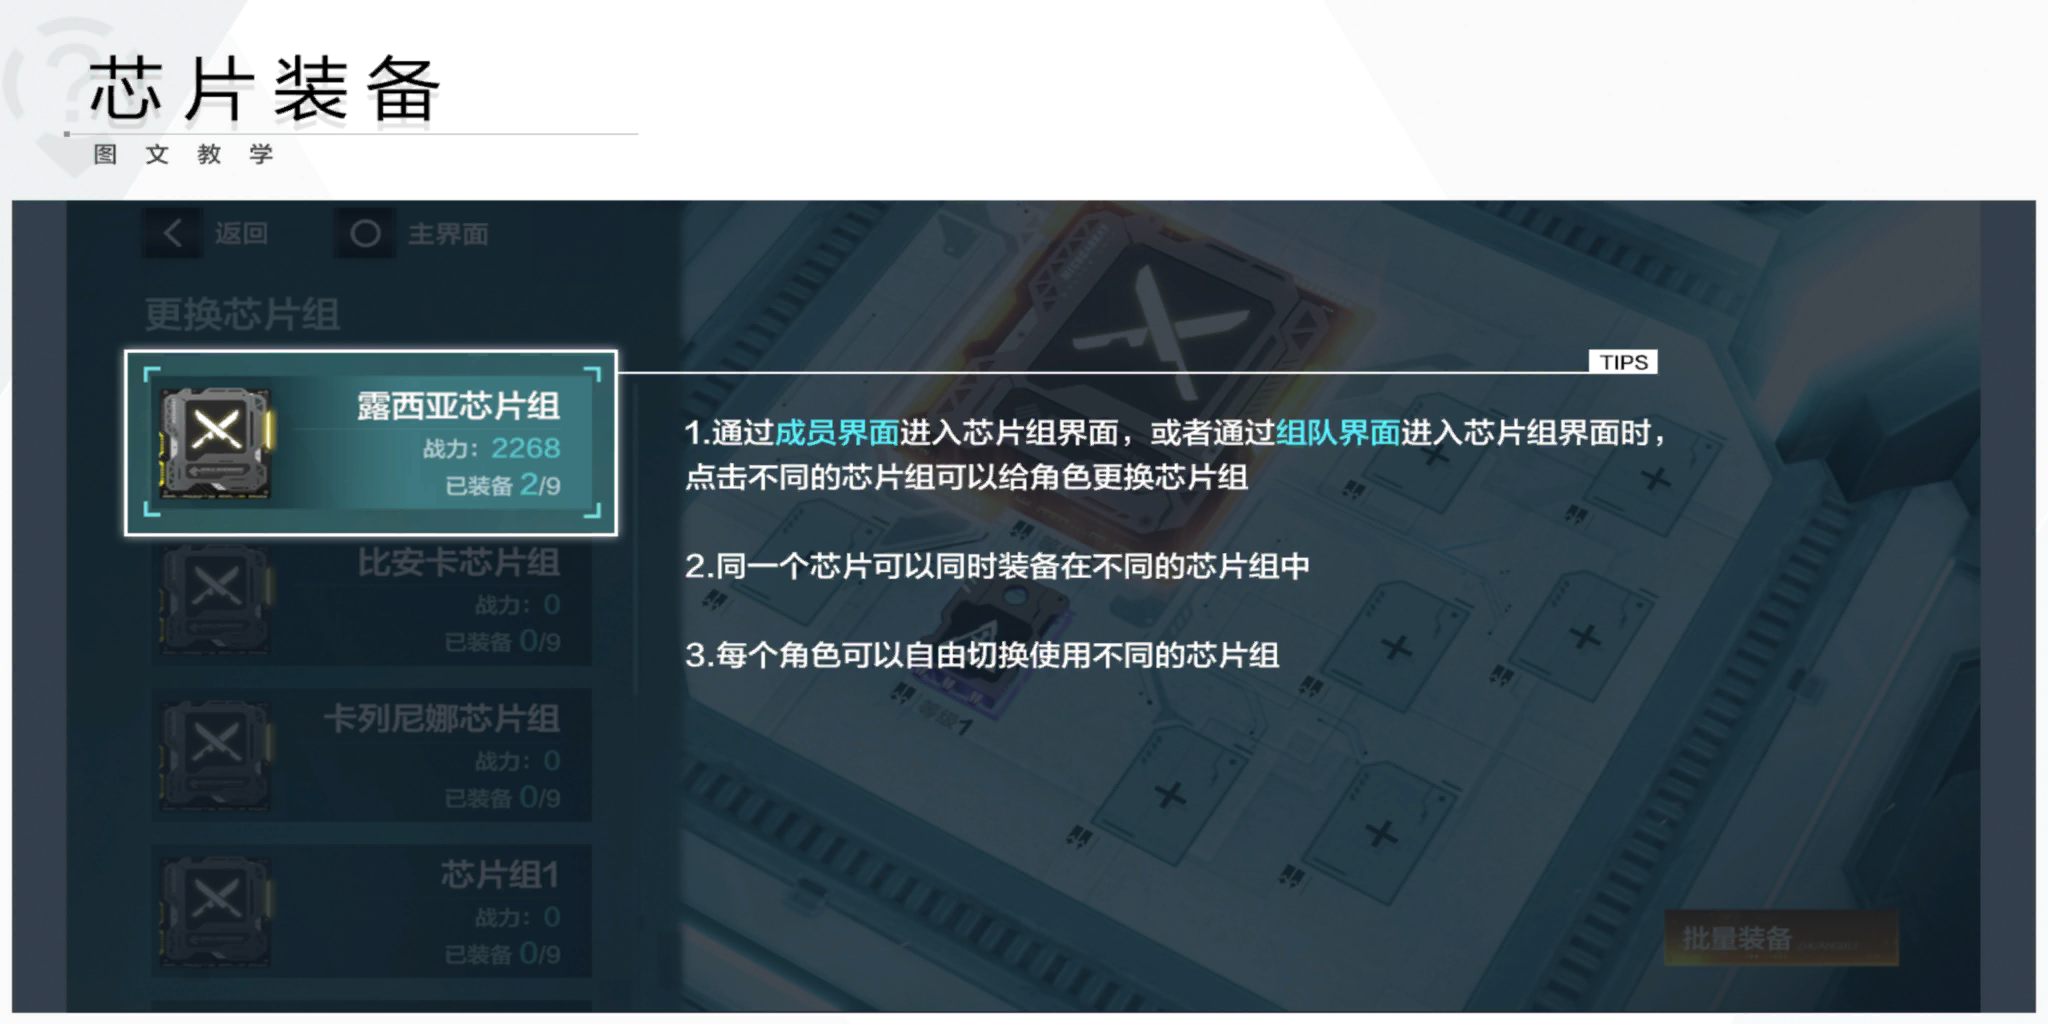 芯片装备
图文教学
返回
主界面
更换芯片组
露西亚芯片组
战力：2268
已装备 2/9
比安卡芯片组
战力：0
已装备 0/9
卡列尼娜芯片组
战力：0
已装备 0/9
芯片组1
战力：0
已装备 0/9
TIPS
1.通过成员界面进入芯片组界面，或者通过组队界面进入芯片组界面时，
点击不同的芯片组可以给角色更换芯片组
2.同一个芯片可以同时装备在不同的芯片组中
3.每个角色可以自由切换使用不同的芯片组
等级1
批量装备